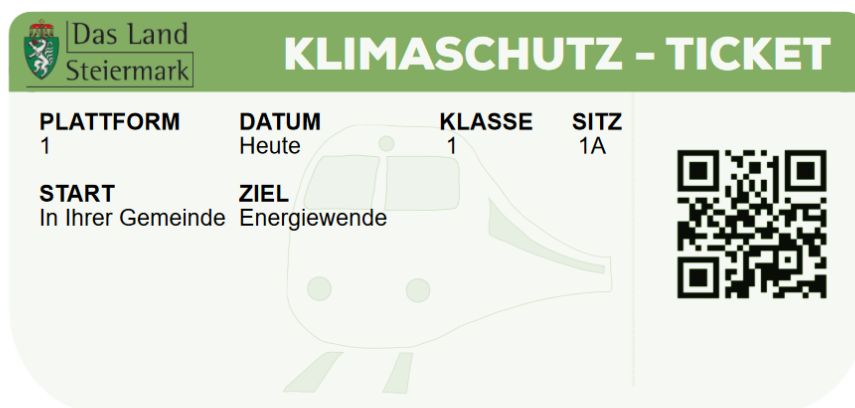 Das Land
Steiermark
KLIMASCHUTZ - TICKET
PLATTFORM DATUM KLASSE SITZ
1 Heute 1 1A
START ZIEL
In Ihrer Gemeinde Energiewende